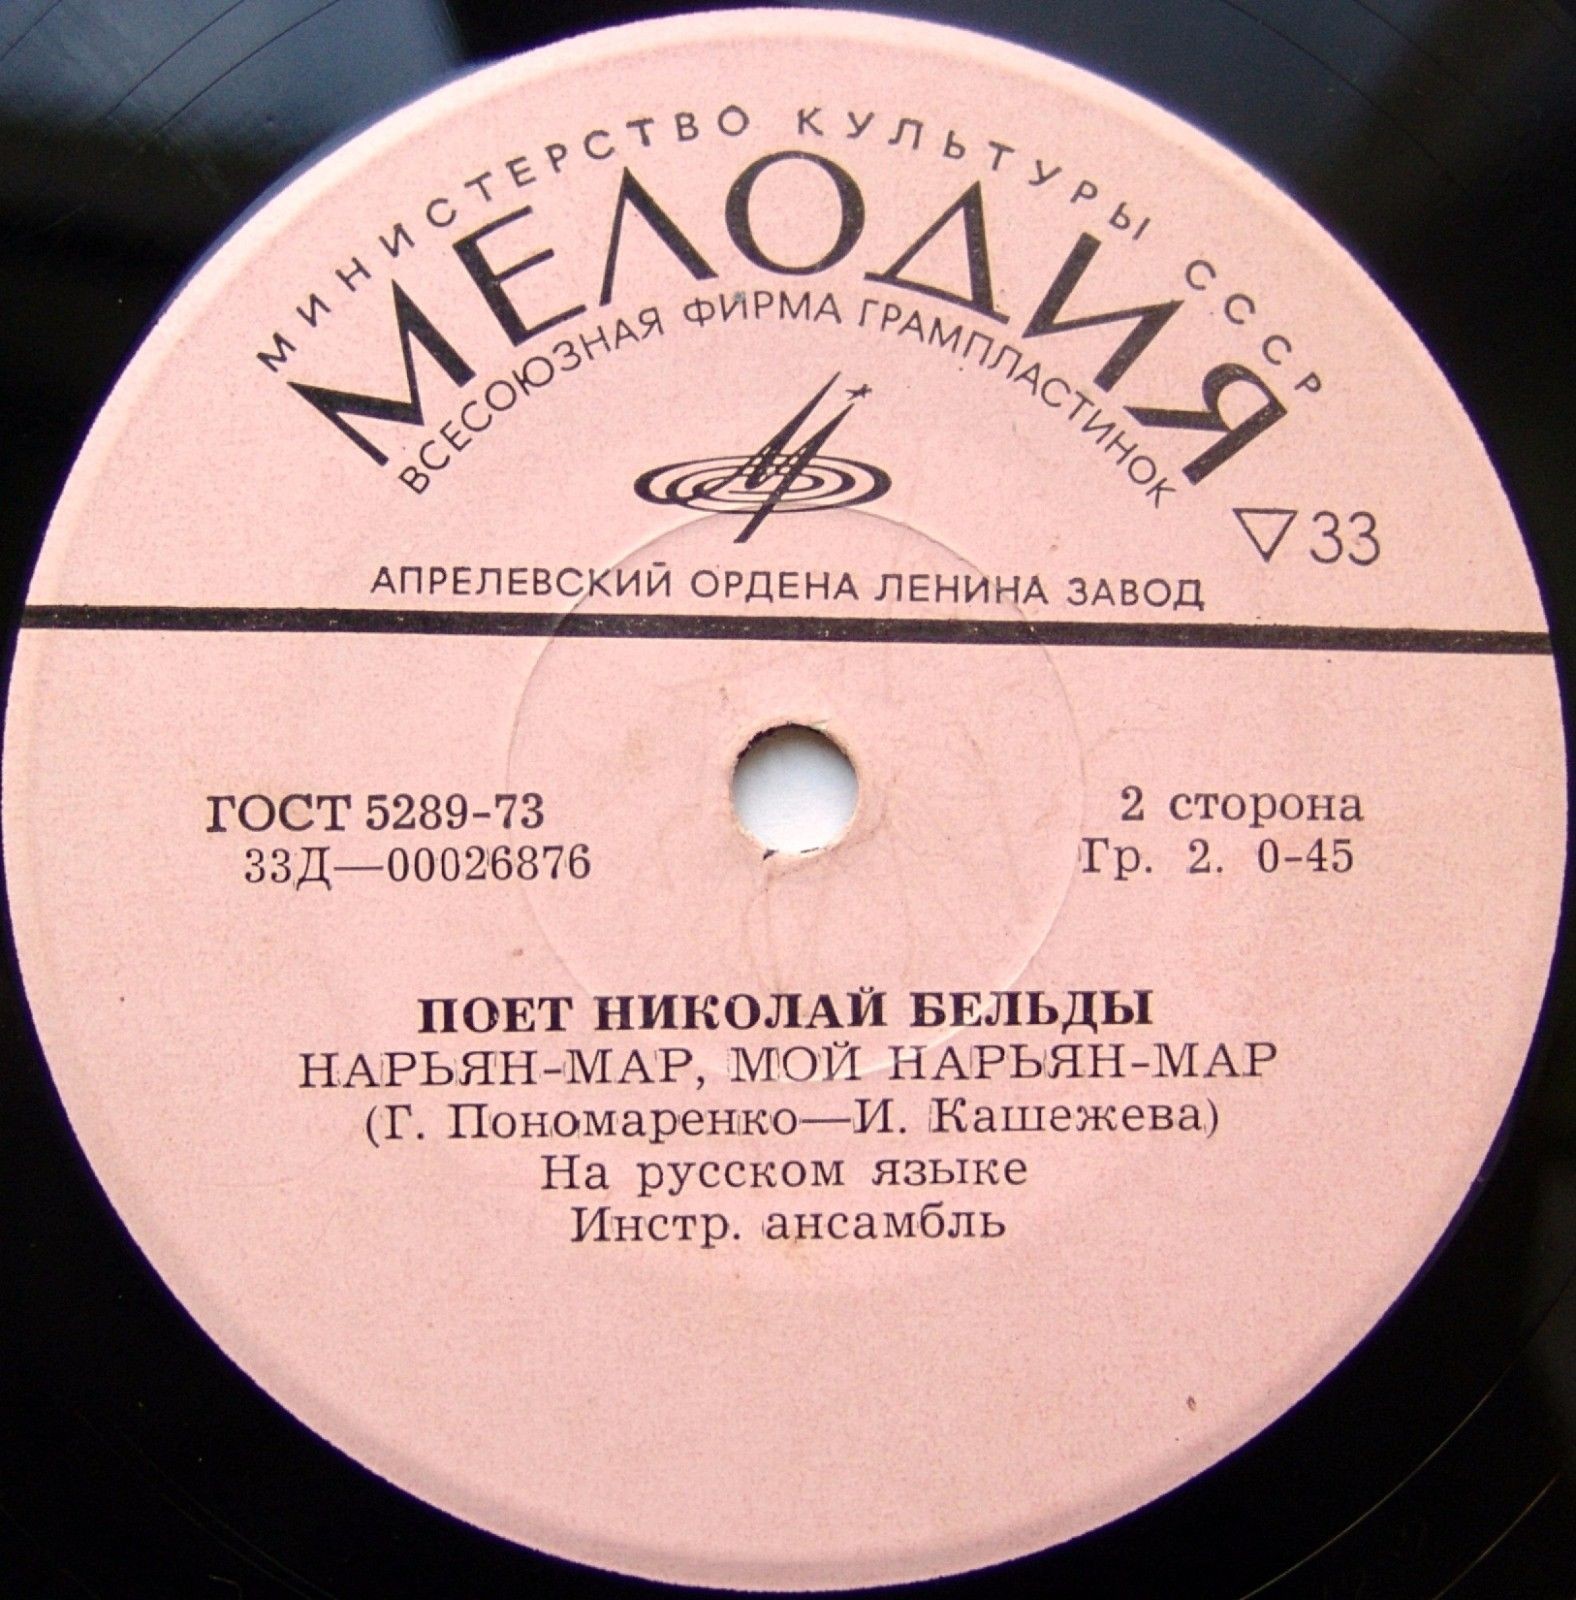 МИНИСТЕРСТВО КУЛЬТУРЫ СССР
МЕЛОДИЯ
ВСЕСОЮЗНАЯ ФИРМА ГРАМПЛАСТИНОК
33
АПРЕЛЕВСКИЙ ОРДЕНА ЛЕНИНА ЗАВОД
ГОСТ 5289-73
2 сторона
33Д—00026876
Гр. 2. 0-45
ПОЕТ НИКОЛАЙ БЕЛЬДЫ
НАРЬЯН-МАР, МОЙ НАРЬЯН-МАР
(Г. Пономаренко—И. Кашежева)
На русском языке
Инстр. ансамбль